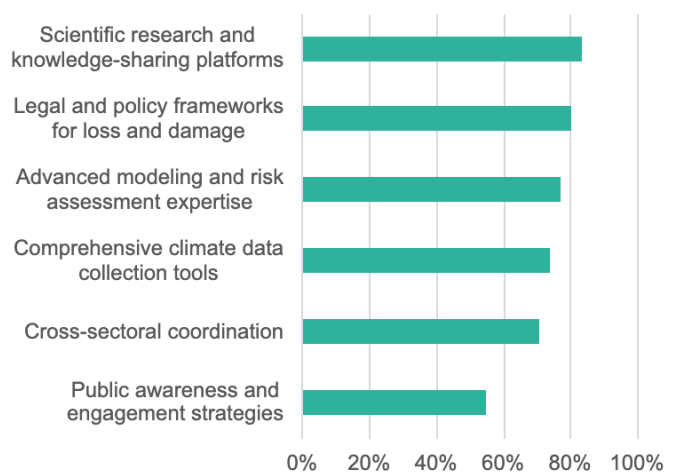 Scientific research and
knowledge-sharing platforms
Legal and policy frameworks
for loss and damage
Advanced modeling and risk
assessment expertise
Comprehensive climate data
collection tools
Cross-sectoral coordination
Public awareness and
engagement strategies
0% 20% 40% 60% 80% 100%